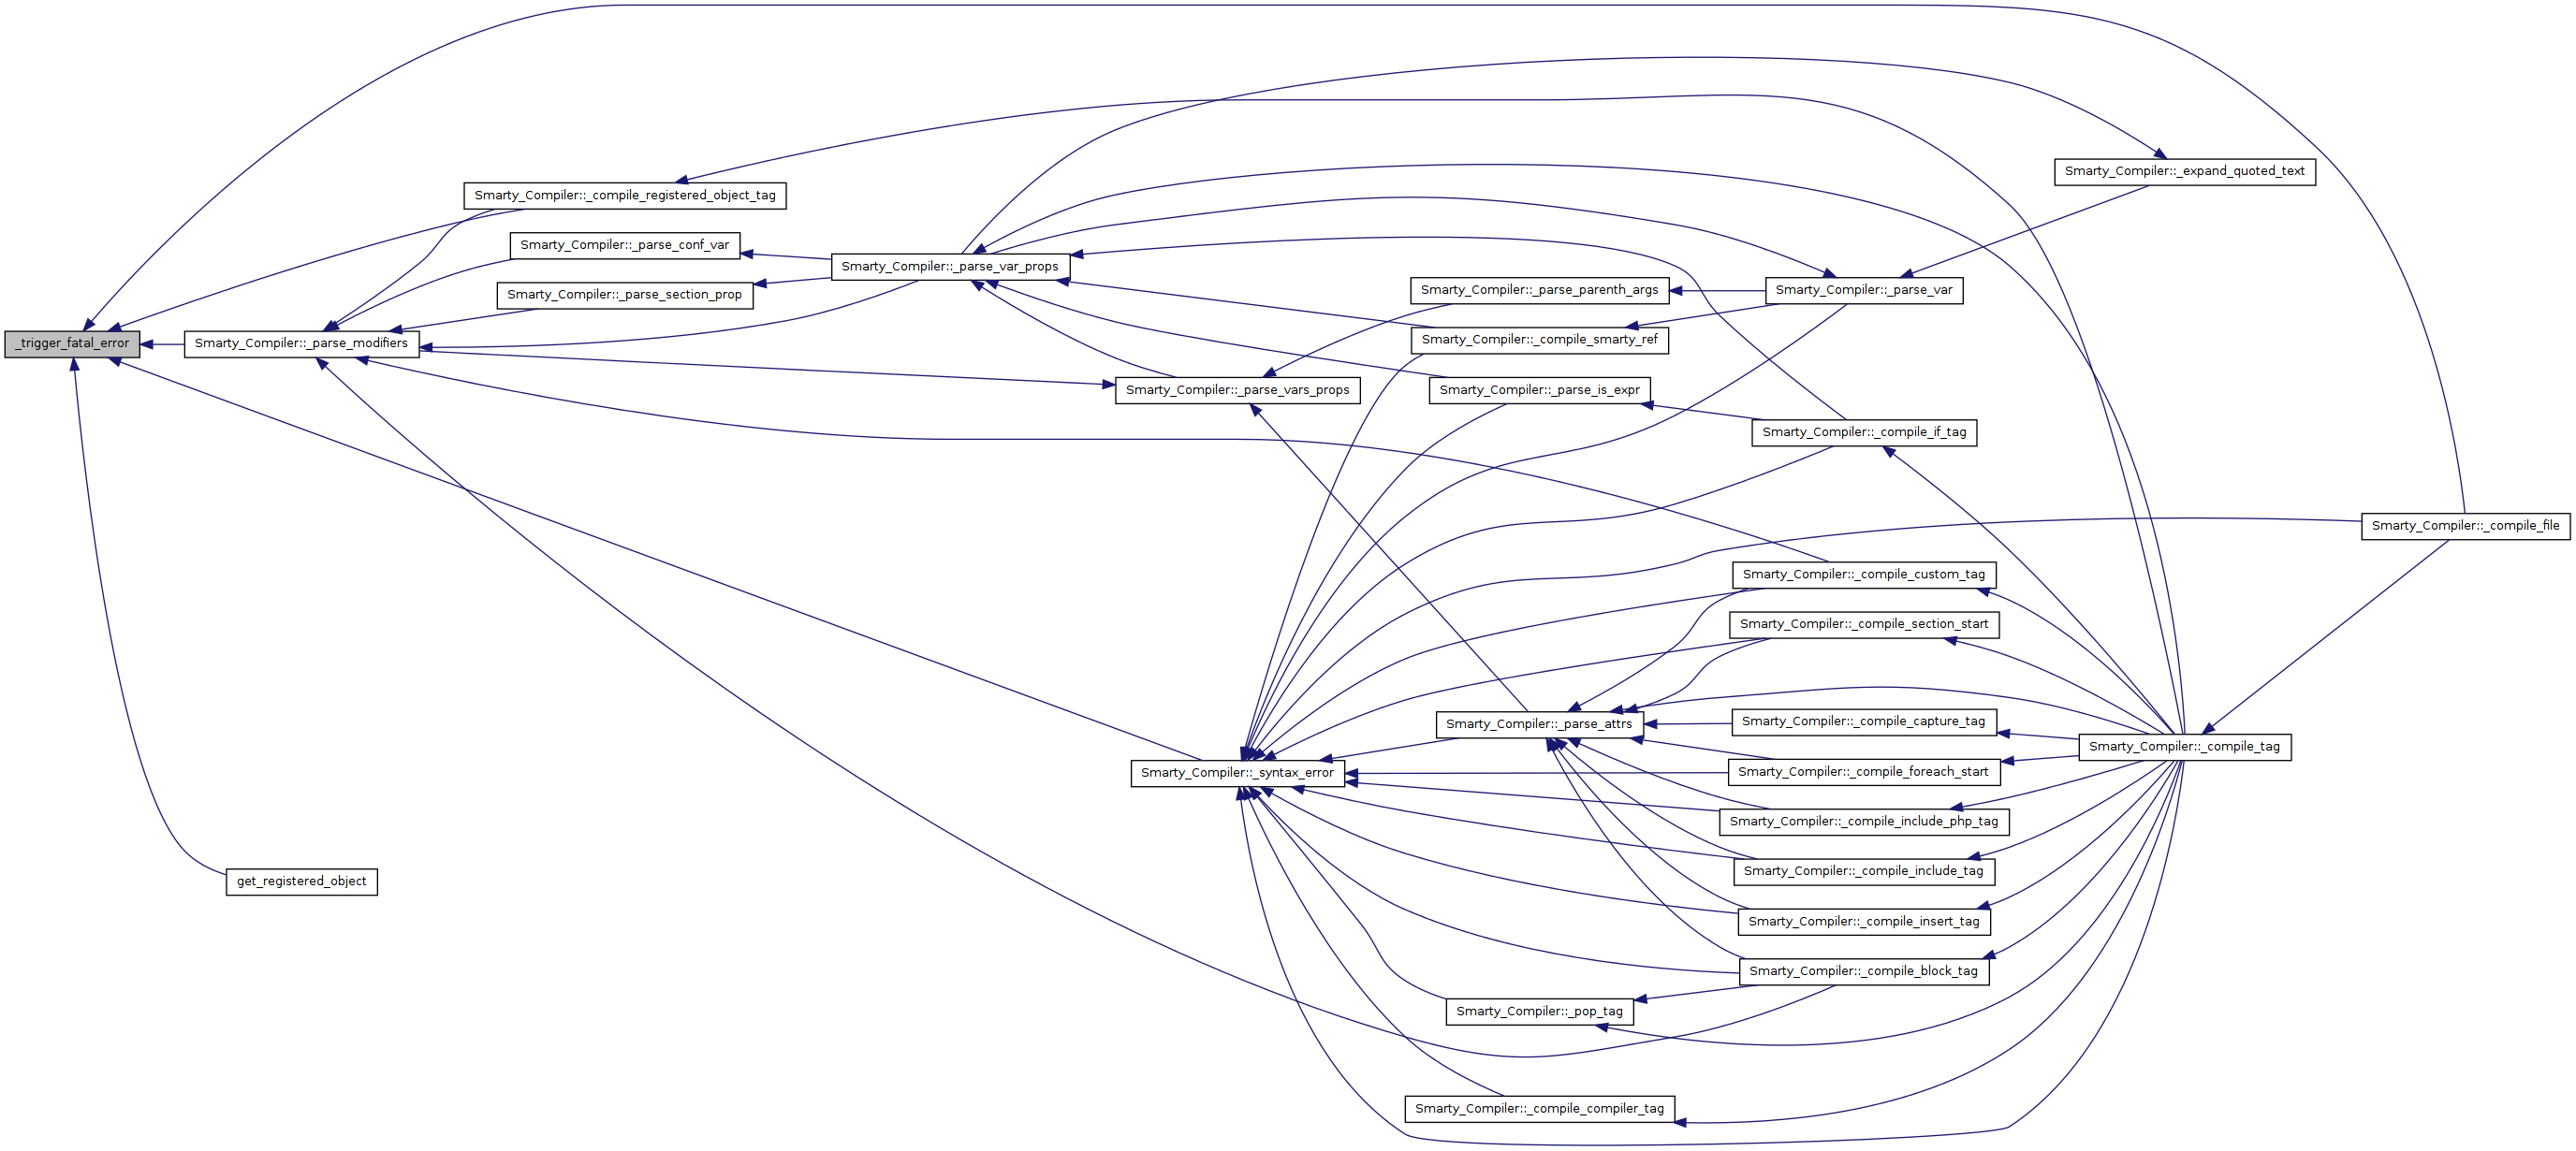 Smarty_Compiler::_expand_quoted_text
Smarty_Compiler::_compile_registered_object_tag
Smarty_Compiler::_parse_conf_var
Smarty_Compiler::_parse_var_props
Smarty_Compiler::_parse_section_prop
Smarty_Compiler::_parse_parenth_args
Smarty_Compiler::_parse_var
_trigger_fatal_error
Smarty_Compiler::_parse_modifiers
Smarty_Compiler::_compile_smarty_ref
Smarty_Compiler::_parse_vars_props
Smarty_Compiler::_parse_is_expr
Smarty_Compiler::_compile_if_tag
Smarty_Compiler::_compile_file
Smarty_Compiler::_compile_custom_tag
Smarty_Compiler::_compile_section_start
Smarty_Compiler::_parse_attrs
Smarty_Compiler::_compile_capture_tag
Smarty_Compiler::_compile_tag
Smarty_Compiler::_syntax_error
Smarty_Compiler::_compile_foreach_start
Smarty_Compiler::_compile_include_php_tag
Smarty_Compiler::_compile_include_tag
get_registered_object
Smarty_Compiler::_compile_insert_tag
Smarty_Compiler::_compile_block_tag
Smarty_Compiler::_pop_tag
Smarty_Compiler::_compile_compiler_tag